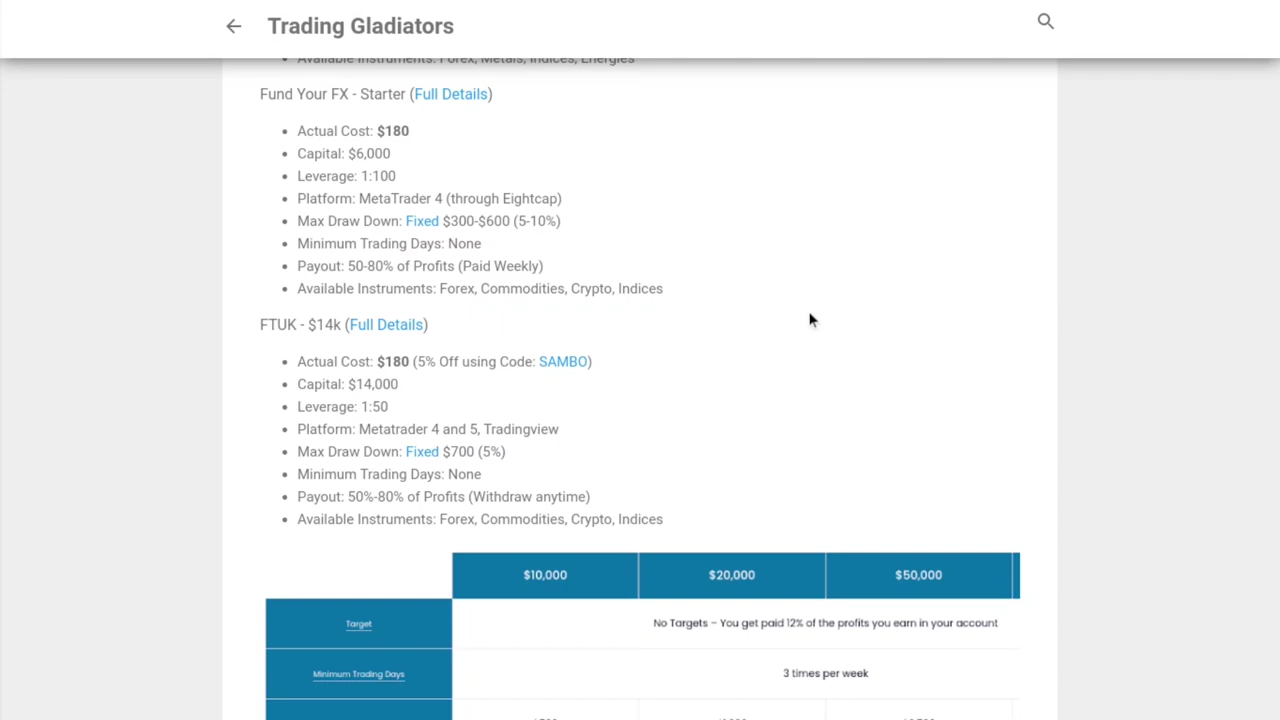 Trading Gladiators
Available Instruments: Forex, Metals, Indices, Energies
Fund Your FX - Starter (Full Details)
Actual Cost: $180
Capital: $6,000
Leverage: 1:100
Platform: MetaTrader 4 (through Eightcap)
Max Draw Down: Fixed $300-$600 (5-10%)
Minimum Trading Days: None
Payout: 50-80% of Profits (Paid Weekly)
Available Instruments: Forex, Commodities, Crypto, Indices
FTUK - $14k (Full Details)
Actual Cost: $180 (5% Off using Code: SAMBO)
Capital: $14,000
Leverage: 1:50
Platform: Metatrader 4 and 5, Tradingview
Max Draw Down: Fixed $700 (5%)
Minimum Trading Days: None
Payout: 50%-80% of Profits (Withdraw anytime)
Available Instruments: Forex, Commodities, Crypto, Indices
$10,000 $20,000 $50,000
Target No Targets – You get paid 12% of the profits you earn in your account
Minimum Trading Days 3 times per week